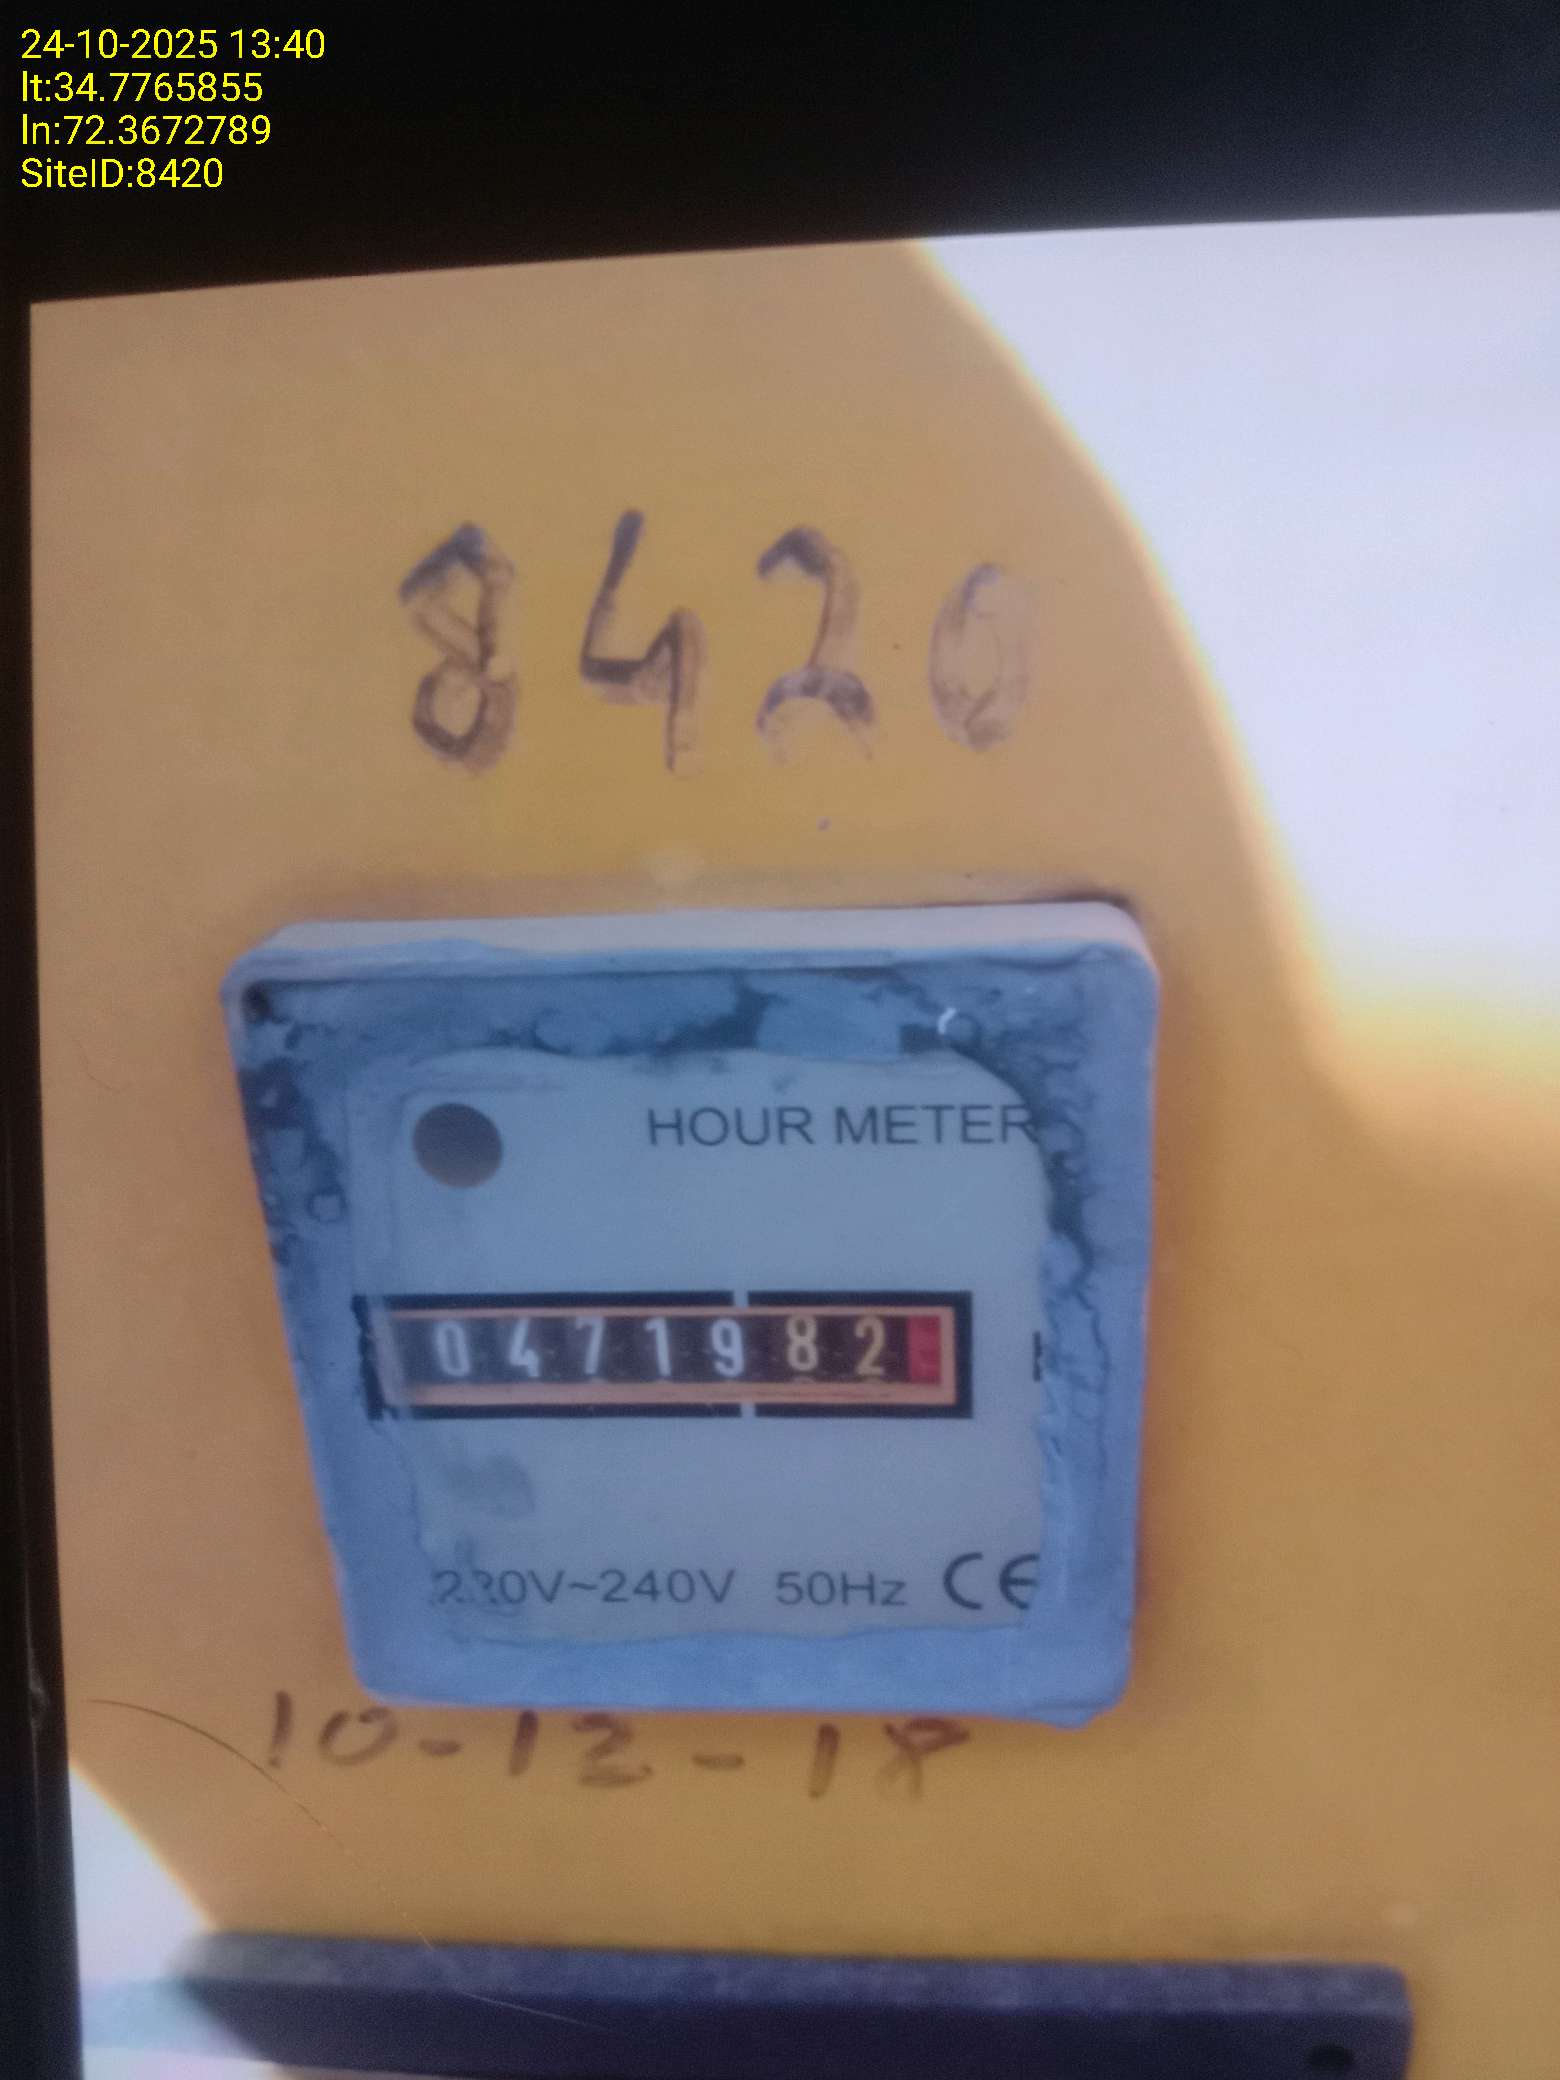 24-10-2025 13:40
lt:34.7765855
ln:72.3672789
SiteID:8420
8420
HOUR METER
0471982
220V~240V 50Hz CE
10-12-18